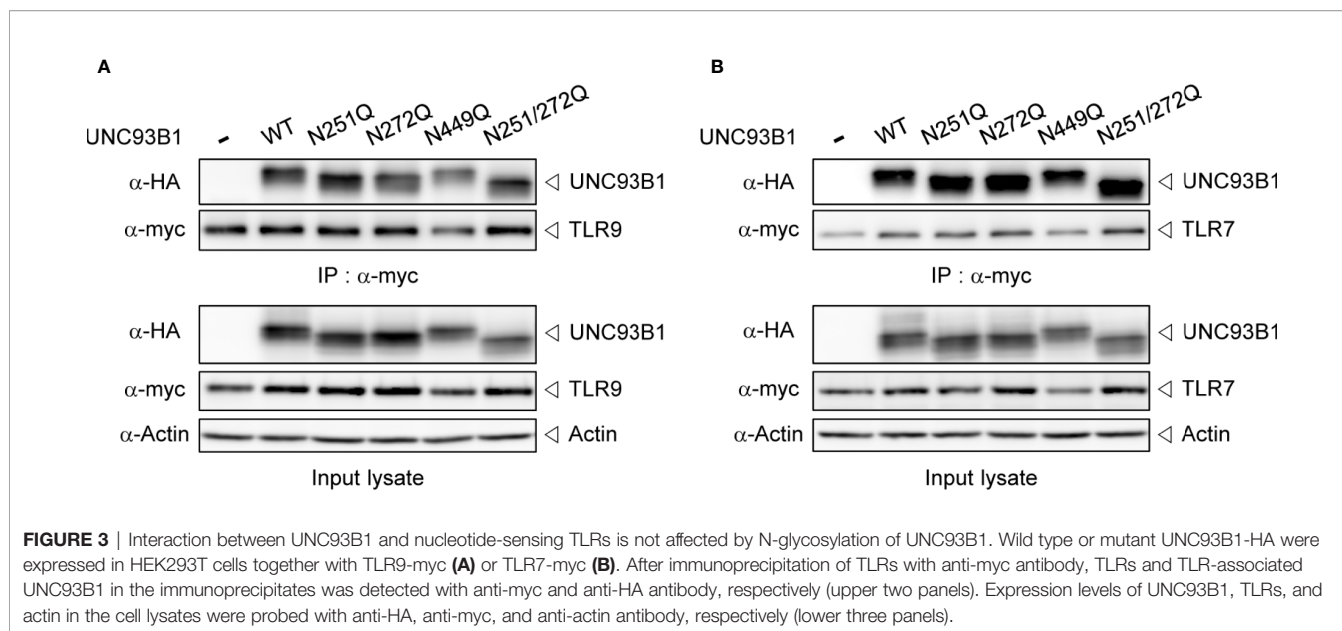 A
UNC93B1 - WT N251Q N272Q N449Q N251/272Q
α-HA ◁ UNC93B1
α-myc ◁ TLR9
IP : α-myc
α-HA ◁ UNC93B1
α-myc ◁ TLR9
α-Actin ◁ Actin
Input lysate
B
UNC93B1 - WT N251Q N272Q N449Q N251/272Q
α-HA ◁ UNC93B1
α-myc ◁ TLR7
IP : α-myc
α-HA ◁ UNC93B1
α-myc ◁ TLR7
α-Actin ◁ Actin
Input lysate
FIGURE 3 | Interaction between UNC93B1 and nucleotide-sensing TLRs is not affected by N-glycosylation of UNC93B1. Wild type or mutant UNC93B1-HA were
expressed in HEK293T cells together with TLR9-myc (A) or TLR7-myc (B). After immunoprecipitation of TLRs with anti-myc antibody, TLRs and TLR-associated
UNC93B1 in the immunoprecipitates was detected with anti-myc and anti-HA antibody, respectively (upper two panels). Expression levels of UNC93B1, TLRs, and
actin in the cell lysates were probed with anti-HA, anti-myc, and anti-actin antibody, respectively (lower three panels).